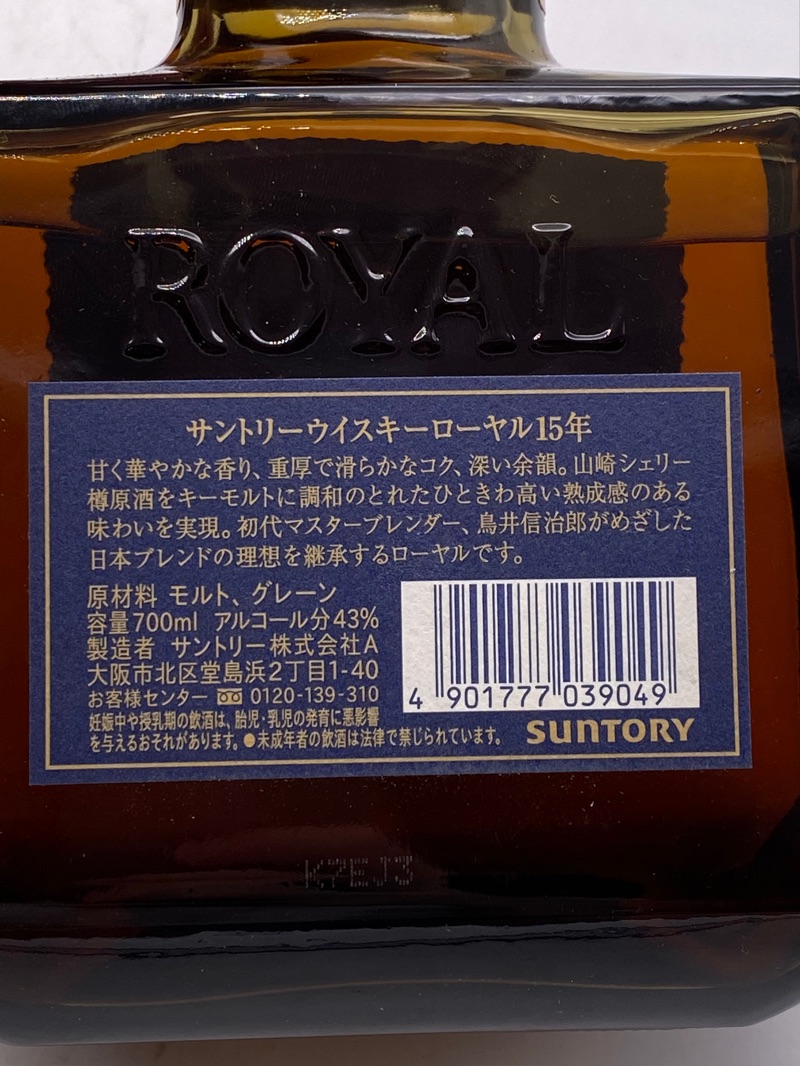 ROYAL
サントリーウイスキーローヤル15年
甘く華やかな香り、重厚で滑らかなコク、深い余韻。山崎シェリー
樽原酒をキーモルトに調和のとれたひときわ高い熟成感のある
味わいを実現。初代マスターブレンダー、鳥井信治郎がめざした
日本ブレンドの理想を継承するローヤルです。
原材料 モルト、グレーン
容量700ml アルコール分43%
製造者 サントリー株式会社A
大阪市北区堂島浜2丁目1-40
お客様センター 0120-139-310
妊娠中や授乳期の飲酒は、胎児・乳児の発育に悪影響
を与えるおそれがあります。●未成年者の飲酒は法律で禁じられています。
4 901777 039049
SUNTORY
K7EJ3